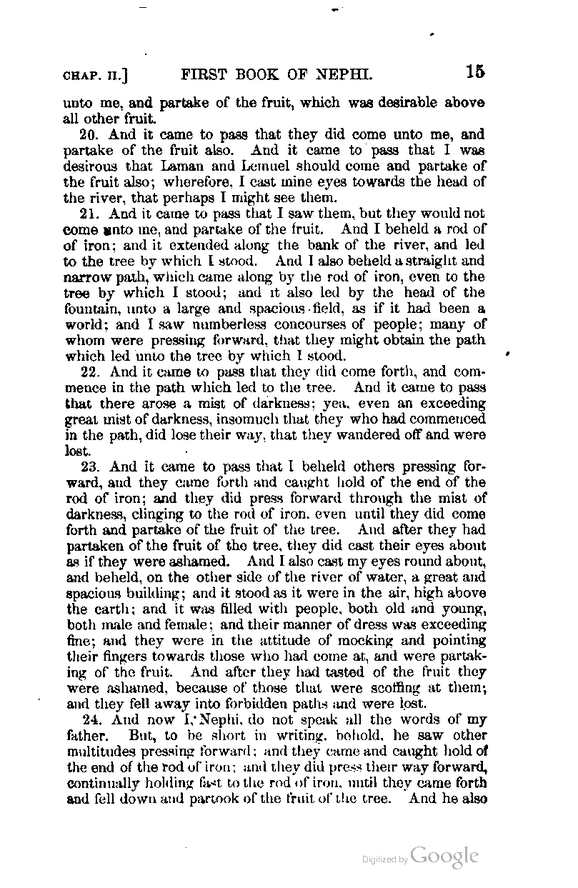 CHAP. II.] FIRST BOOK OF NEPHI. 15
unto me, and partake of the fruit, which was desirable above
all other fruit.
20. And it came to pass that they did come unto me, and
partake of the fruit also. And it came to pass that I was
desirous that Laman and Lemuel should come and partake of
the fruit also; wherefore, I cast mine eyes towards the head of
the river, that perhaps I might see them.
21. And it came to pass that I saw them, but they would not
come unto me, and partake of the fruit. And I beheld a rod of
of iron; and it extended along the bank of the river, and led
to the tree by which I stood. And I also beheld a straight and
narrow path, which came along by the rod of iron, even to the
tree by which I stood; and it also led by the head of the
fountain, unto a large and spacious field, as if it had been a
world; and I saw numberless concourses of people; many of
whom were pressing forward, that they might obtain the path
which led unto the tree by which I stood.
22. And it came to pass that they did come forth, and com-
mence in the path which led to the tree. And it came to pass
that there arose a mist of darkness; yea, even an exceeding
great mist of darkness, insomuch that they who had commenced
in the path, did lose their way, that they wandered off and were
lost.
23. And it came to pass that I beheld others pressing for-
ward, and they came forth and caught hold of the end of the
rod of iron; and they did press forward through the mist of
darkness, clinging to the rod of iron, even until they did come
forth and partake of the fruit of the tree. And after they had
partaken of the fruit of the tree, they did cast their eyes about
as if they were ashamed. And I also cast my eyes round about,
and beheld, on the other side of the river of water, a great and
spacious building; and it stood as it were in the air, high above
the earth; and it was filled with people, both old and young,
both male and female; and their manner of dress was exceeding
fine; and they were in the attitude of mocking and pointing
their fingers towards those who had come at, and were partak-
ing of the fruit. And after they had tasted of the fruit they
were ashamed, because of those that were scoffing at them;
and they fell away into forbidden paths and were lost.
24. And now I, Nephi, do not speak all the words of my
father. But, to be short in writing, behold, he saw other
multitudes pressing forward; and they came and caught hold of
the end of the rod of iron; and they did press their way forward,
continually holding fast to the rod of iron, until they came forth
and fell down and partook of the fruit of the tree. And he also
Digitized by Google